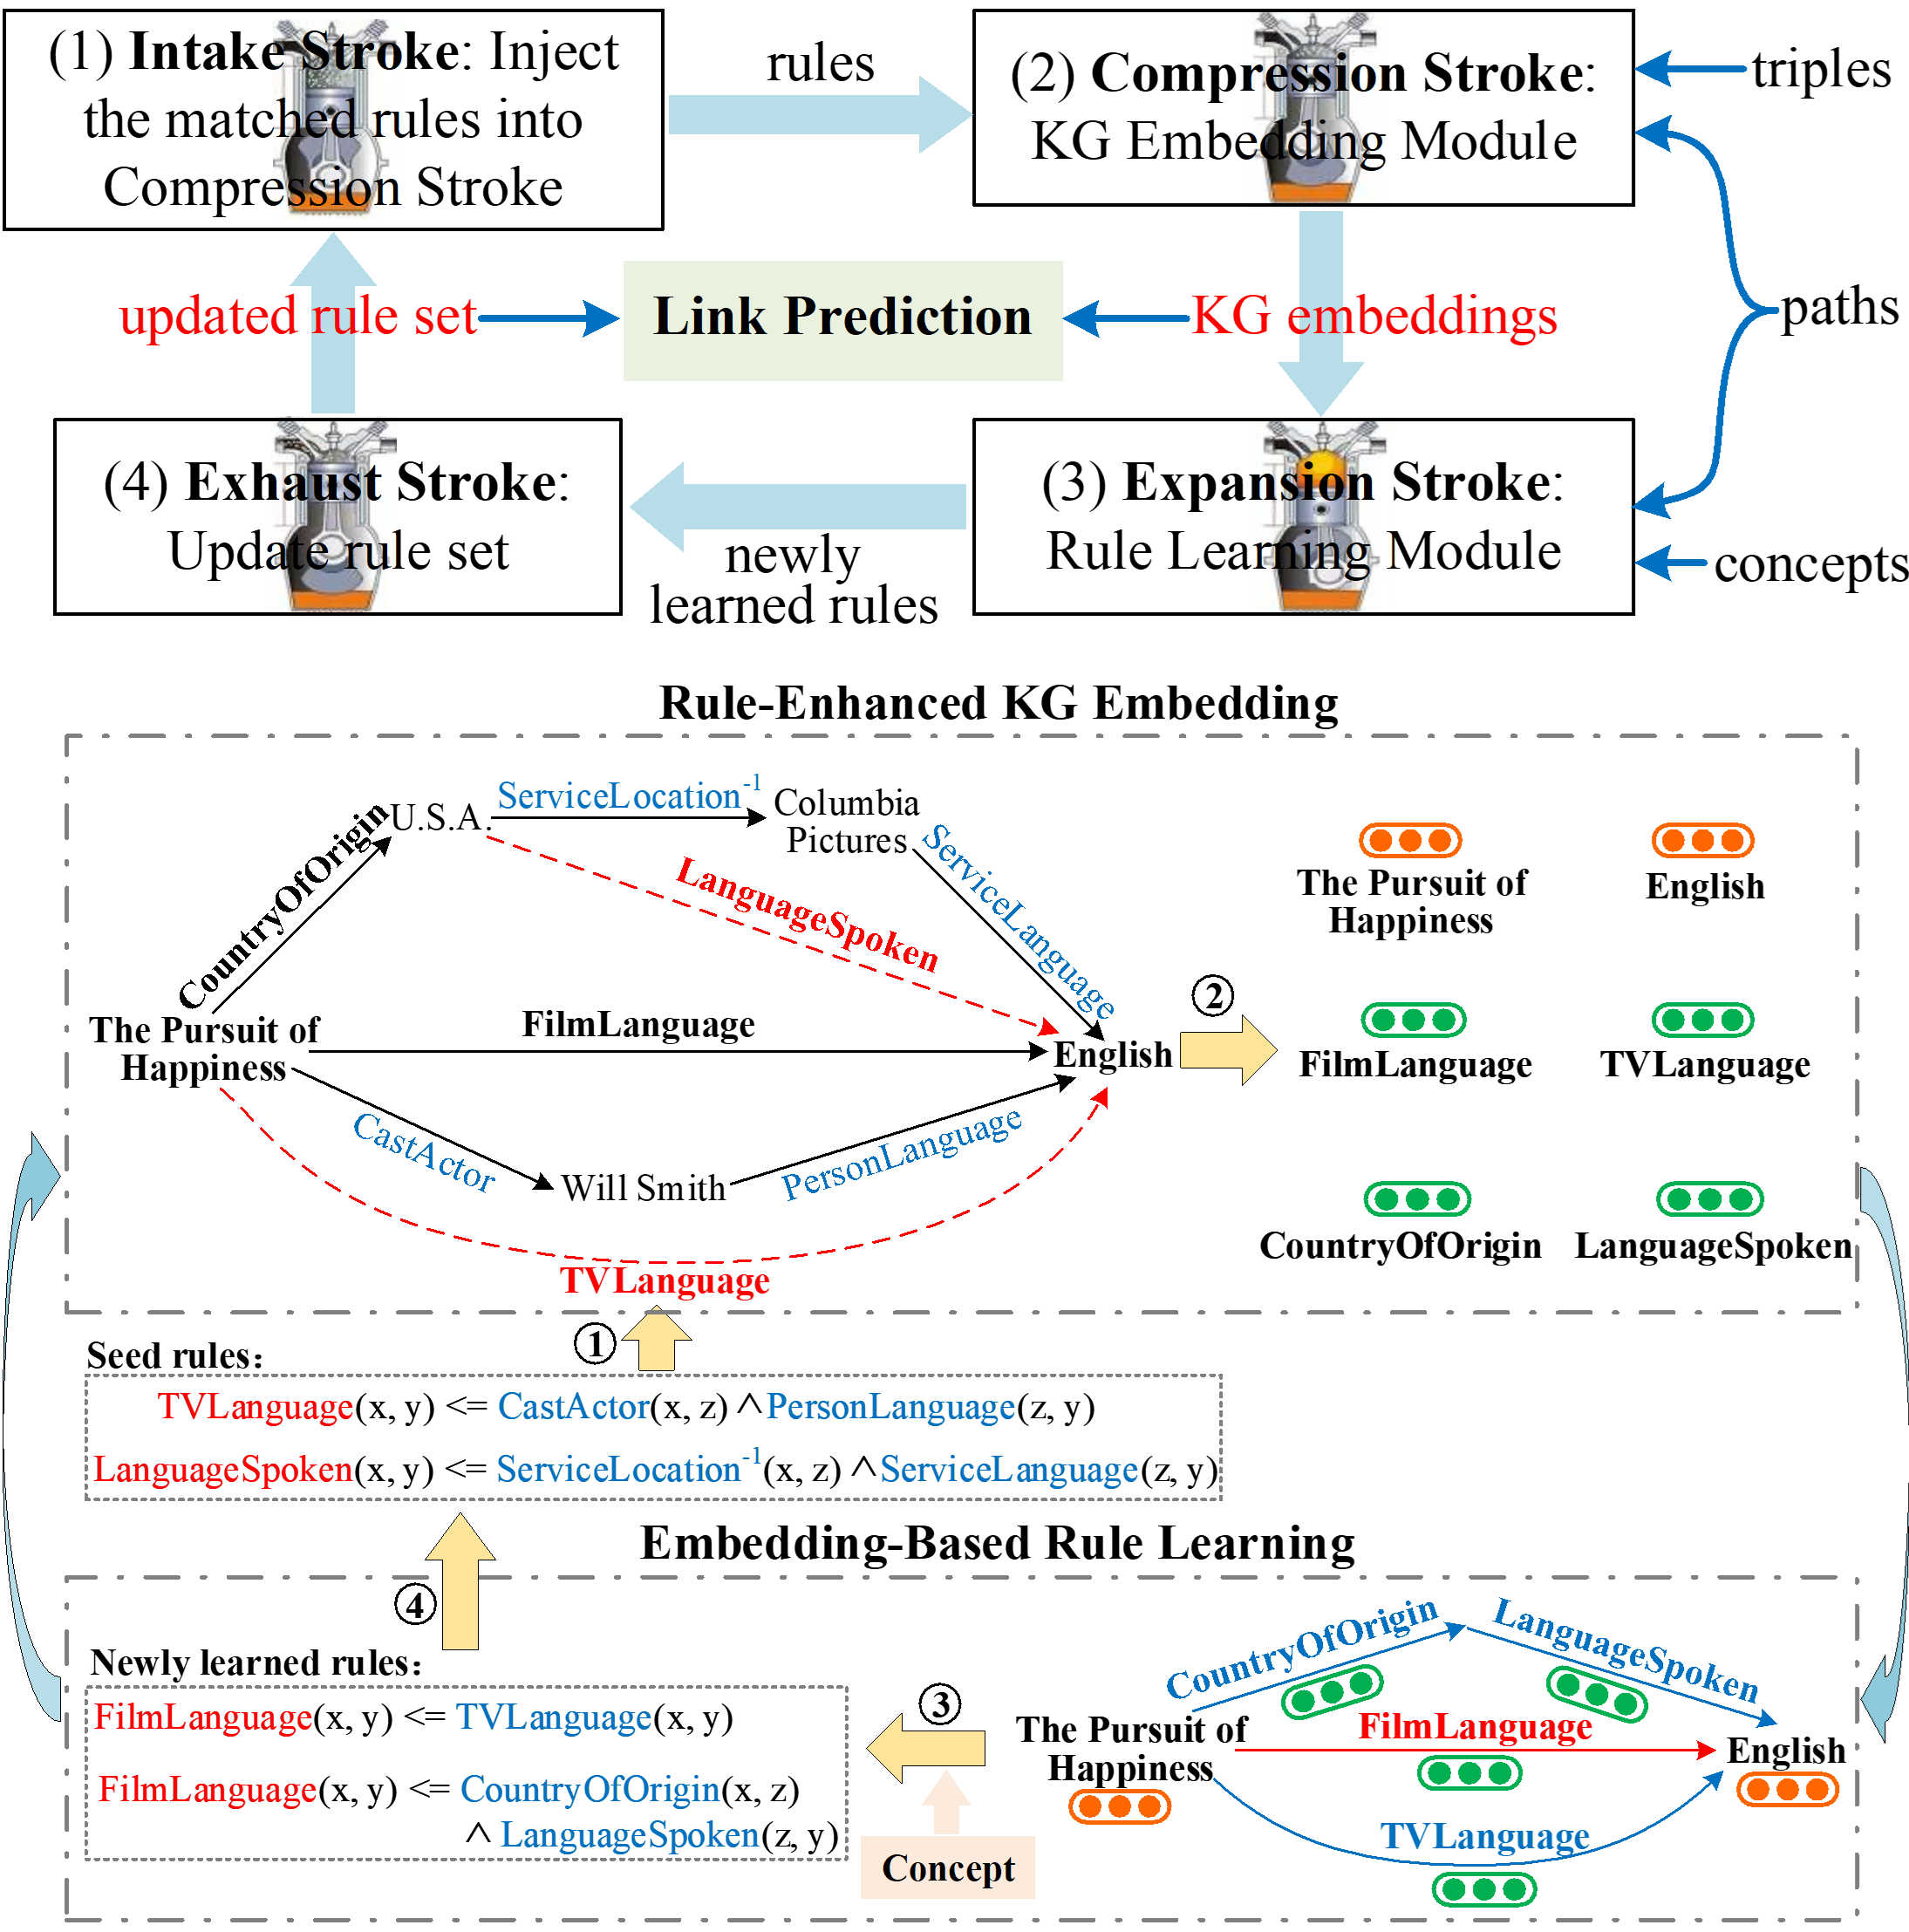 (1) Intake Stroke: Inject
the matched rules into
Compression Stroke
rules
(2) Compression Stroke:
KG Embedding Module
triples
paths
updated rule set
Link Prediction
KG embeddings
(4) Exhaust Stroke:
Update rule set
newly
learned rules
(3) Expansion Stroke:
Rule Learning Module
concepts
Rule-Enhanced KG Embedding
CountryOfOrigin
U.S.A.
ServiceLocation⁻¹
Columbia
Pictures
ServiceLanguage
LanguageSpoken
The Pursuit of
Happiness
FilmLanguage
English
CastActor
Will Smith
PersonLanguage
TVLanguage
②
The Pursuit of
Happiness
English
FilmLanguage
TVLanguage
CountryOfOrigin
LanguageSpoken
①
Seed rules:
TVLanguage(x, y) <= CastActor(x, z) ∧PersonLanguage(z, y)
LanguageSpoken(x, y) <= ServiceLocation⁻¹(x, z) ∧ServiceLanguage(z, y)
Embedding-Based Rule Learning
④
Newly learned rules:
FilmLanguage(x, y) <= TVLanguage(x, y)
FilmLanguage(x, y) <= CountryOfOrigin(x, z)
∧ LanguageSpoken(z, y)
③
Concept
CountryOfOrigin
LanguageSpoken
The Pursuit of
Happiness
FilmLanguage
English
TVLanguage